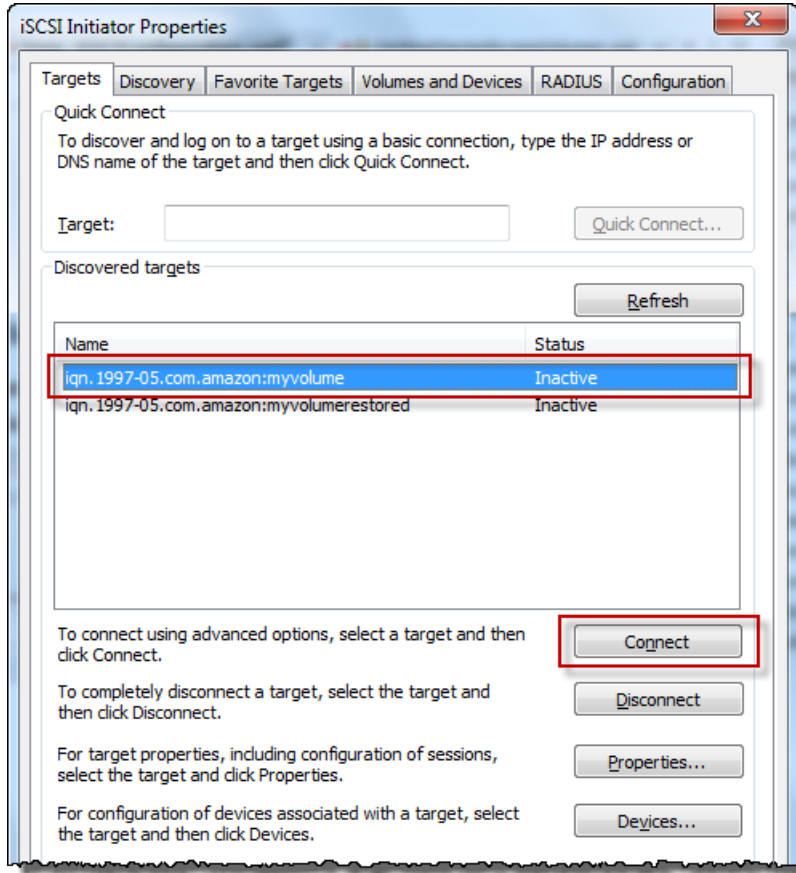 iSCSI Initiator Properties
x
Targets Discovery Favorite Targets Volumes and Devices RADIUS Configuration
Quick Connect
To discover and log on to a target using a basic connection, type the IP address or
DNS name of the target and then click Quick Connect.
Target: Quick Connect...
Discovered targets
Refresh
Name Status
iqn.1997-05.com.amazon:myvolume Inactive
iqn.1997-05.com.amazon:myvolumerestored Inactive
To connect using advanced options, select a target and then
click Connect.
Connect
To completely disconnect a target, select the target and
then click Disconnect.
Disconnect
For target properties, including configuration of sessions,
select the target and click Properties.
Properties...
For configuration of devices associated with a target, select
the target and then click Devices.
Devices...